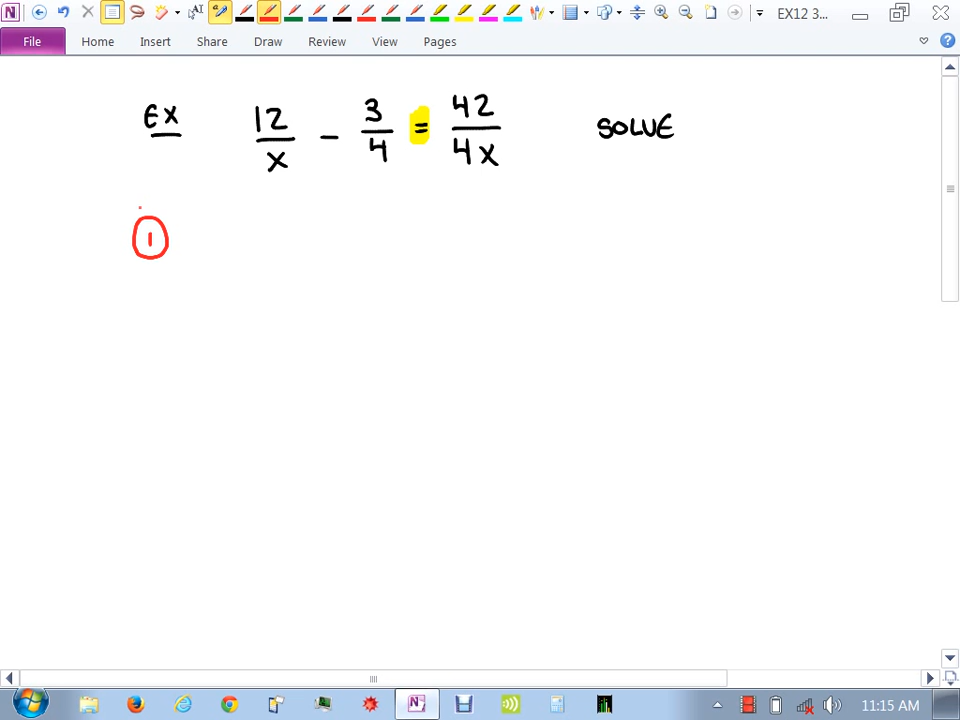 EX12 3...
File Home Insert Share Draw Review View Pages
EX 12/x - 3/4 = 42/4x SOLVE
1
11:15 AM